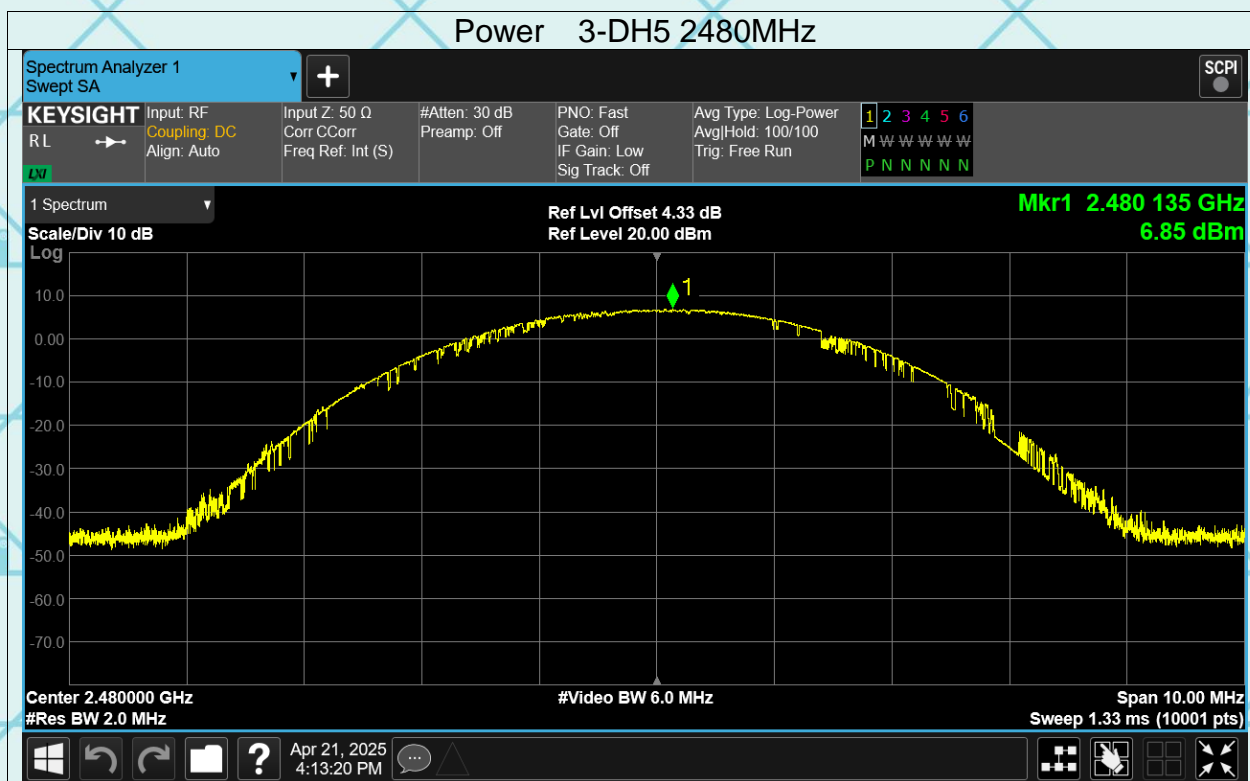 Power 3-DH5 2480MHz
Spectrum Analyzer 1
Swept SA
SCPI
KEYSIGHT
RL
LXI
Input: RF
Coupling: DC
Align: Auto
Input Z: 50 Ω
Corr CCorr
Freq Ref: Int (S)
#Atten: 30 dB
Preamp: Off
PNO: Fast
Gate: Off
IF Gain: Low
Sig Track: Off
Avg Type: Log-Power
Avg|Hold: 100/100
Trig: Free Run
1 2 3 4 5 6
M W W W W W
P N N N N N
1 Spectrum
Scale/Div 10 dB
Ref Lvl Offset 4.33 dB
Ref Level 20.00 dBm
Mkr1 2.480 135 GHz
6.85 dBm
Log
1
10.0
0.00
-10.0
-20.0
-30.0
-40.0
-50.0
-60.0
-70.0
Center 2.480000 GHz
#Video BW 6.0 MHz
Span 10.00 MHz
#Res BW 2.0 MHz
Sweep 1.33 ms (10001 pts)
?
Apr 21, 2025
4:13:20 PM